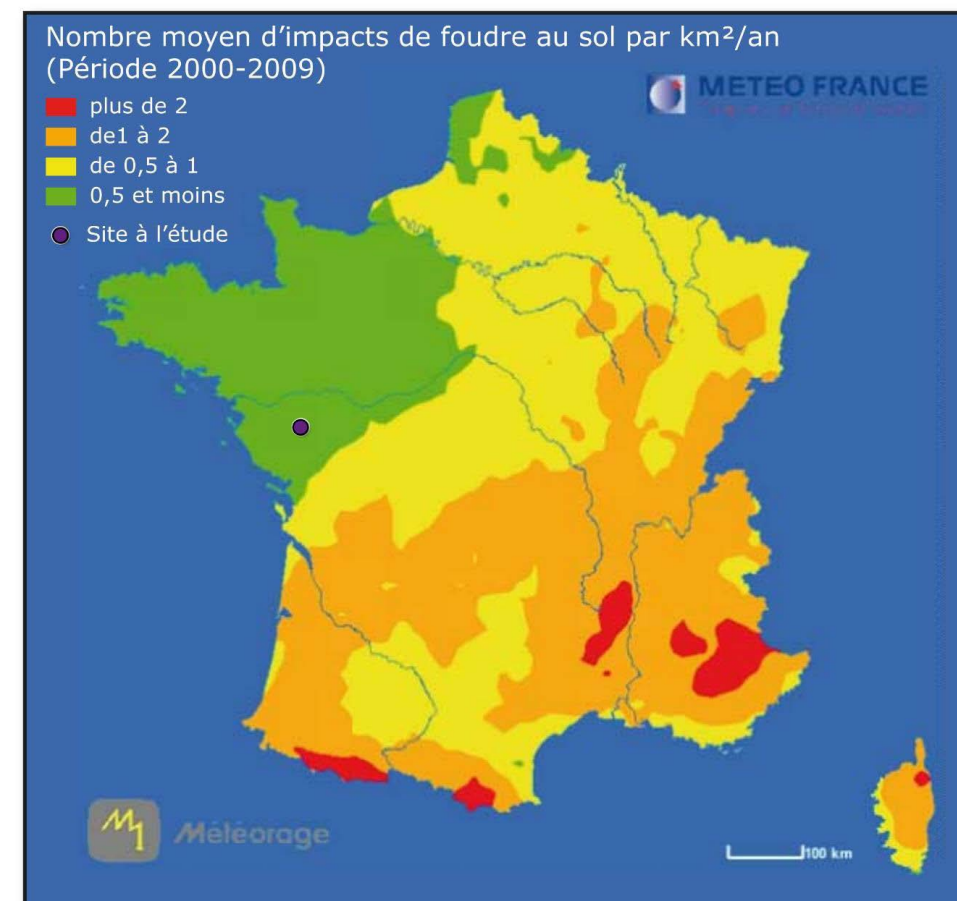 Nombre moyen d’impacts de foudre au sol par km²/an
(Période 2000-2009)
plus de 2
de1 à 2
de 0,5 à 1
0,5 et moins
Site à l’étude
METEO FRANCE
Météorage
100 km